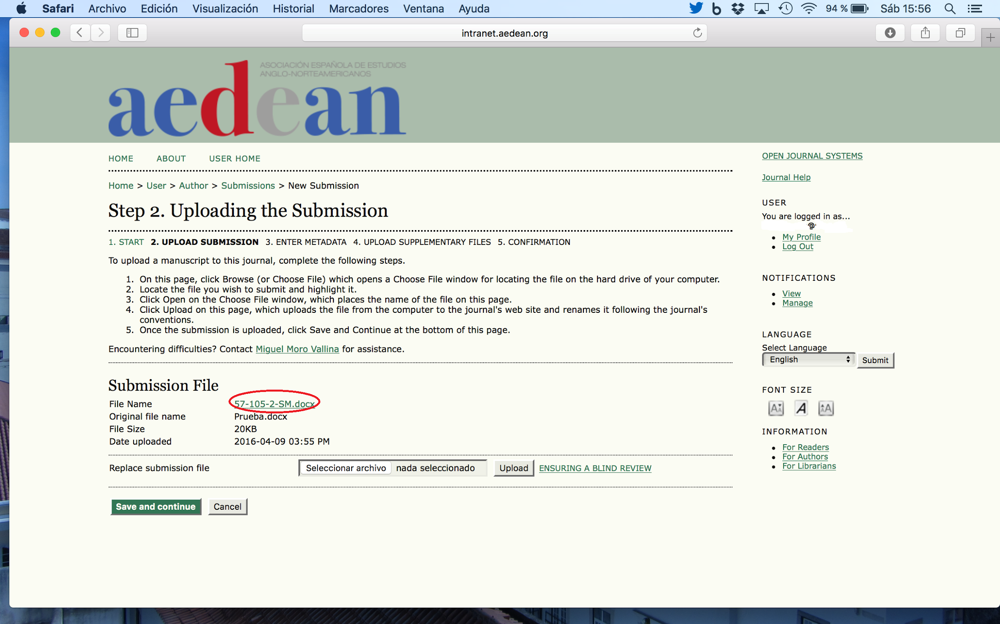 Safari Archivo Edición Visualización Historial Marcadores Ventana Ayuda 94 % Sáb 15:56
intranet.aedean.org
ASOCIACIÓN ESPAÑOLA DE ESTUDIOS
ANGLO-NORTEAMERICANOS
aedean
HOME ABOUT USER HOME
Home > User > Author > Submissions > New Submission
Step 2. Uploading the Submission
1. START 2. UPLOAD SUBMISSION 3. ENTER METADATA 4. UPLOAD SUPPLEMENTARY FILES 5. CONFIRMATION
To upload a manuscript to this journal, complete the following steps.
1. On this page, click Browse (or Choose File) which opens a Choose File window for locating the file on the hard drive of your computer.
2. Locate the file you wish to submit and highlight it.
3. Click Open on the Choose File window, which places the name of the file on this page.
4. Click Upload on this page, which uploads the file from the computer to the journal's web site and renames it following the journal's
conventions.
5. Once the submission is uploaded, click Save and Continue at the bottom of this page.
Encountering difficulties? Contact Miguel Moro Vallina for assistance.
Submission File
File Name 57-105-2-SM.docx
Original file name Prueba.docx
File Size 20KB
Date uploaded 2016-04-09 03:55 PM
Replace submission file Seleccionar archivo nada seleccionado Upload ENSURING A BLIND REVIEW
Save and continue Cancel
OPEN JOURNAL SYSTEMS
Journal Help
USER
You are logged in as...
@
My Profile
Log Out
NOTIFICATIONS
View
Manage
LANGUAGE
Select Language
English Submit
FONT SIZE
A A A
INFORMATION
For Readers
For Authors
For Librarians